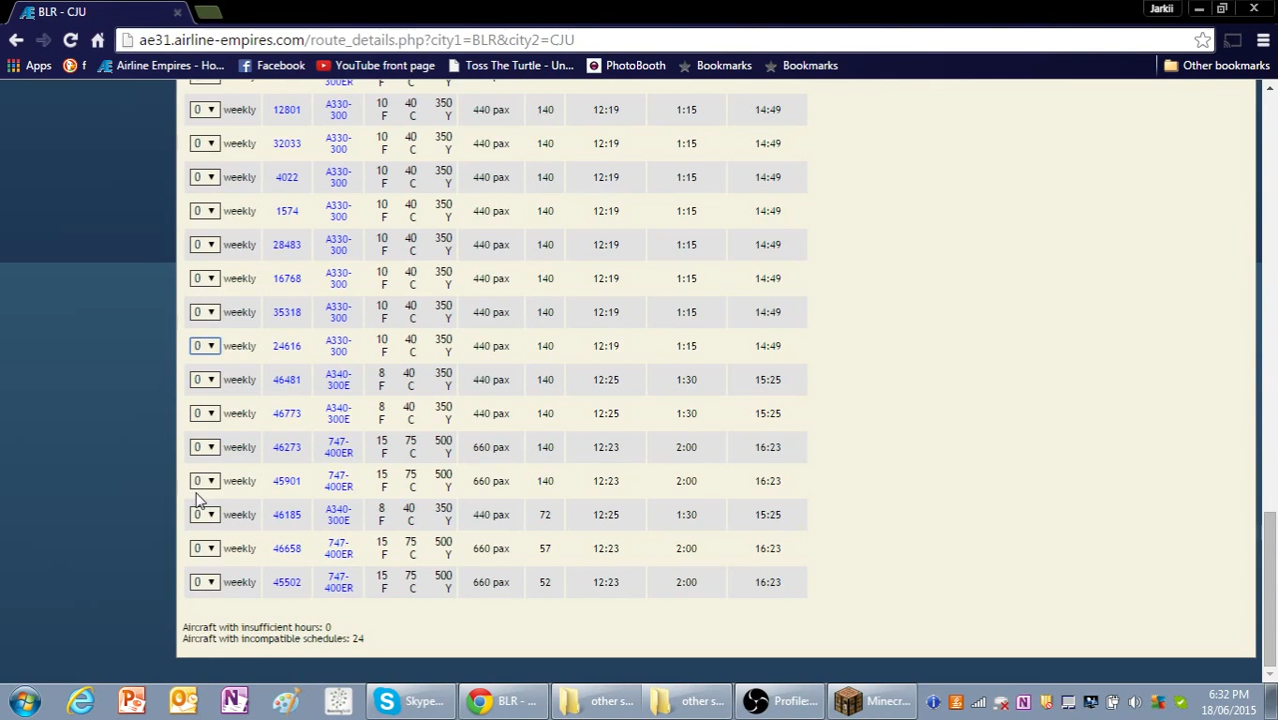 BLR - CJU
Jarkii
ae31.airline-empires.com/route_details.php?city1=BLR&city2=CJU
Apps f Airline Empires - H... Facebook YouTube front page Toss The Turtle - Un... PhotoBooth Bookmarks Bookmarks Other bookmarks
300ER F C Y
0 weekly 12801 A330-300 10 F 40 C 350 Y 440 pax 140 12:19 1:15 14:49
0 weekly 32033 A330-300 10 F 40 C 350 Y 440 pax 140 12:19 1:15 14:49
0 weekly 4022 A330-300 10 F 40 C 350 Y 440 pax 140 12:19 1:15 14:49
0 weekly 1574 A330-300 10 F 40 C 350 Y 440 pax 140 12:19 1:15 14:49
0 weekly 28483 A330-300 10 F 40 C 350 Y 440 pax 140 12:19 1:15 14:49
0 weekly 16768 A330-300 10 F 40 C 350 Y 440 pax 140 12:19 1:15 14:49
0 weekly 35318 A330-300 10 F 40 C 350 Y 440 pax 140 12:19 1:15 14:49
0 weekly 24616 A330-300 10 F 40 C 350 Y 440 pax 140 12:19 1:15 14:49
0 weekly 46481 A340-300E 8 F 40 C 350 Y 440 pax 140 12:25 1:30 15:25
0 weekly 46773 A340-300E 8 F 40 C 350 Y 440 pax 140 12:25 1:30 15:25
0 weekly 46273 747-400ER 15 F 75 C 500 Y 660 pax 140 12:23 2:00 16:23
0 weekly 45901 747-400ER 15 F 75 C 500 Y 660 pax 140 12:23 2:00 16:23
0 weekly 46185 A340-300E 8 F 40 C 350 Y 440 pax 72 12:25 1:30 15:25
0 weekly 46658 747-400ER 15 F 75 C 500 Y 660 pax 57 12:23 2:00 16:23
0 weekly 45502 747-400ER 15 F 75 C 500 Y 660 pax 52 12:23 2:00 16:23
Aircraft with insufficient hours: 0
Aircraft with incompatible schedules: 24
Skype... BLR - ... other s... other s... Profile:... Minecr... 6:32 PM
18/06/2015